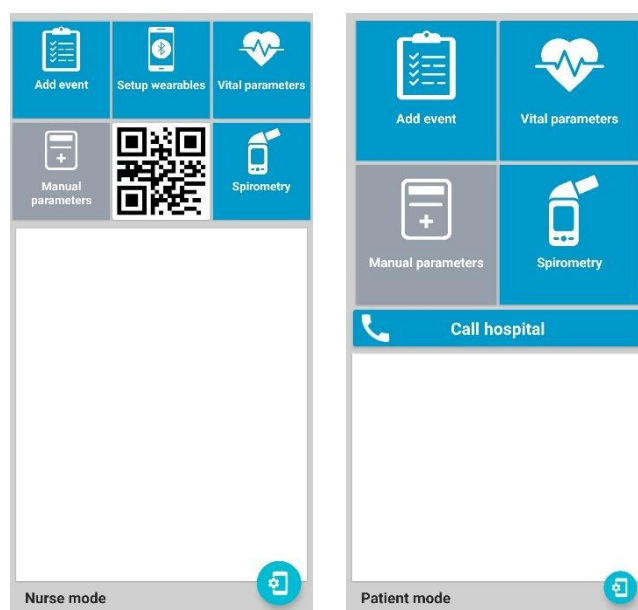 Add event
Setup wearables
Vital parameters
Manual
parameters
Spirometry
Nurse mode
Add event
Vital parameters
Manual parameters
Spirometry
Call hospital
Patient mode